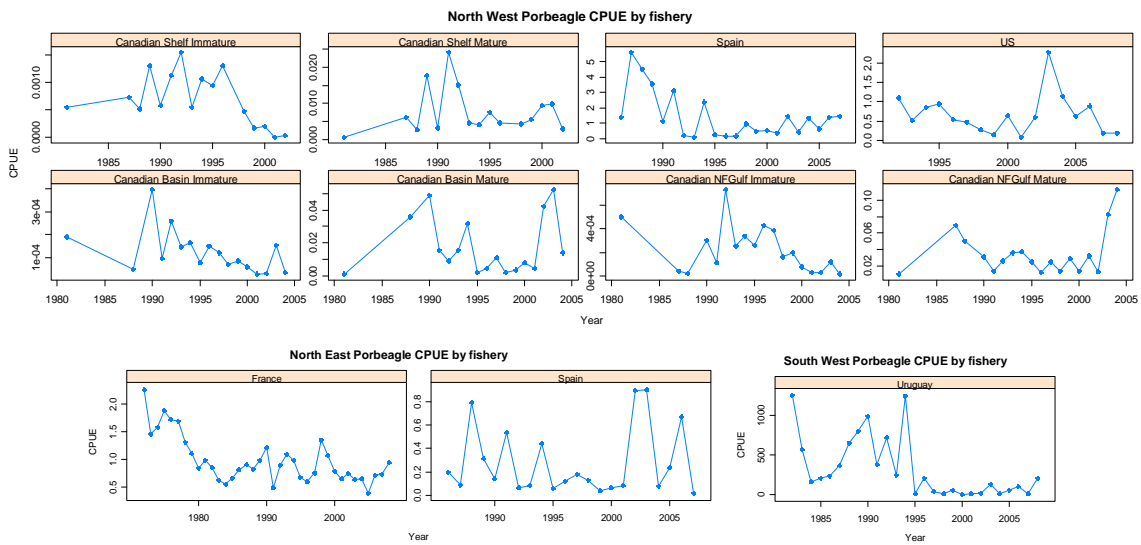 North West Porbeagle CPUE by fishery
Canadian Shelf Immature
Canadian Shelf Mature
Spain
US
0.0000 0.0010
0.000 0.010 0.020
0 1 2 3 4 5
0.0 0.5 1.0 1.5 2.0
1985 1990 1995 2000
1985 1990 1995 2000
1990 1995 2000 2005
1995 2000 2005
CPUE
Canadian Basin Immature
Canadian Basin Mature
Canadian NFGulf Immature
Canadian NFGulf Mature
1e-04 3e-04
0.00 0.02 0.04
0e+00 4e-04
0.02 0.06 0.10
1980 1985 1990 1995 2000 2005
1980 1985 1990 1995 2000 2005
1980 1985 1990 1995 2000 2005
1980 1985 1990 1995 2000 2005
Year
North East Porbeagle CPUE by fishery
France
Spain
CPUE
0.5 1.0 1.5 2.0
0.0 0.2 0.4 0.6 0.8
1980 1990 2000
1990 1995 2000 2005
Year
South West Porbeagle CPUE by fishery
Uruguay
CPUE
0 500 1000
1985 1990 1995 2000 2005
Year